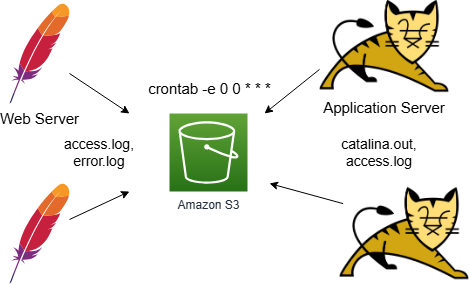 crontab -e 0 0 * * *
Web Server
Application Server
access.log,
error.log
catalina.out,
access.log
Amazon S3